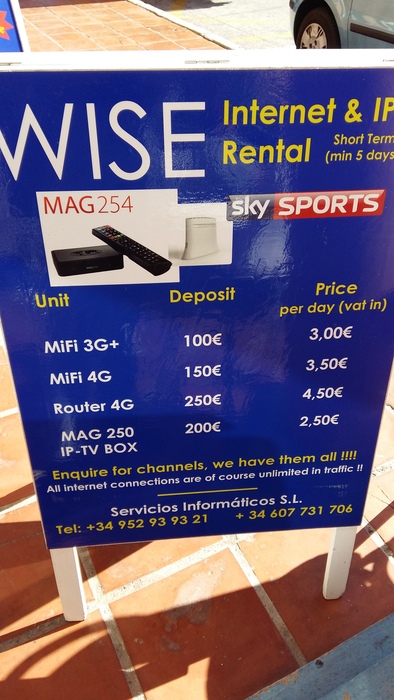 WISE
Internet & IP
Rental
Short Term
(min 5 days
MAG254
sky SPORTS
Unit Deposit Price
per day (vat in)
MiFi 3G+ 100€ 3,00€
MiFi 4G 150€ 3,50€
Router 4G 250€ 4,50€
MAG 250 200€ 2,50€
IP-TV BOX
Enquire for channels, we have them all !!!!
All internet connections are of course unlimited in traffic !!
Servicios Informáticos S.L.
Tel: +34 952 93 93 21 + 34 607 731 706